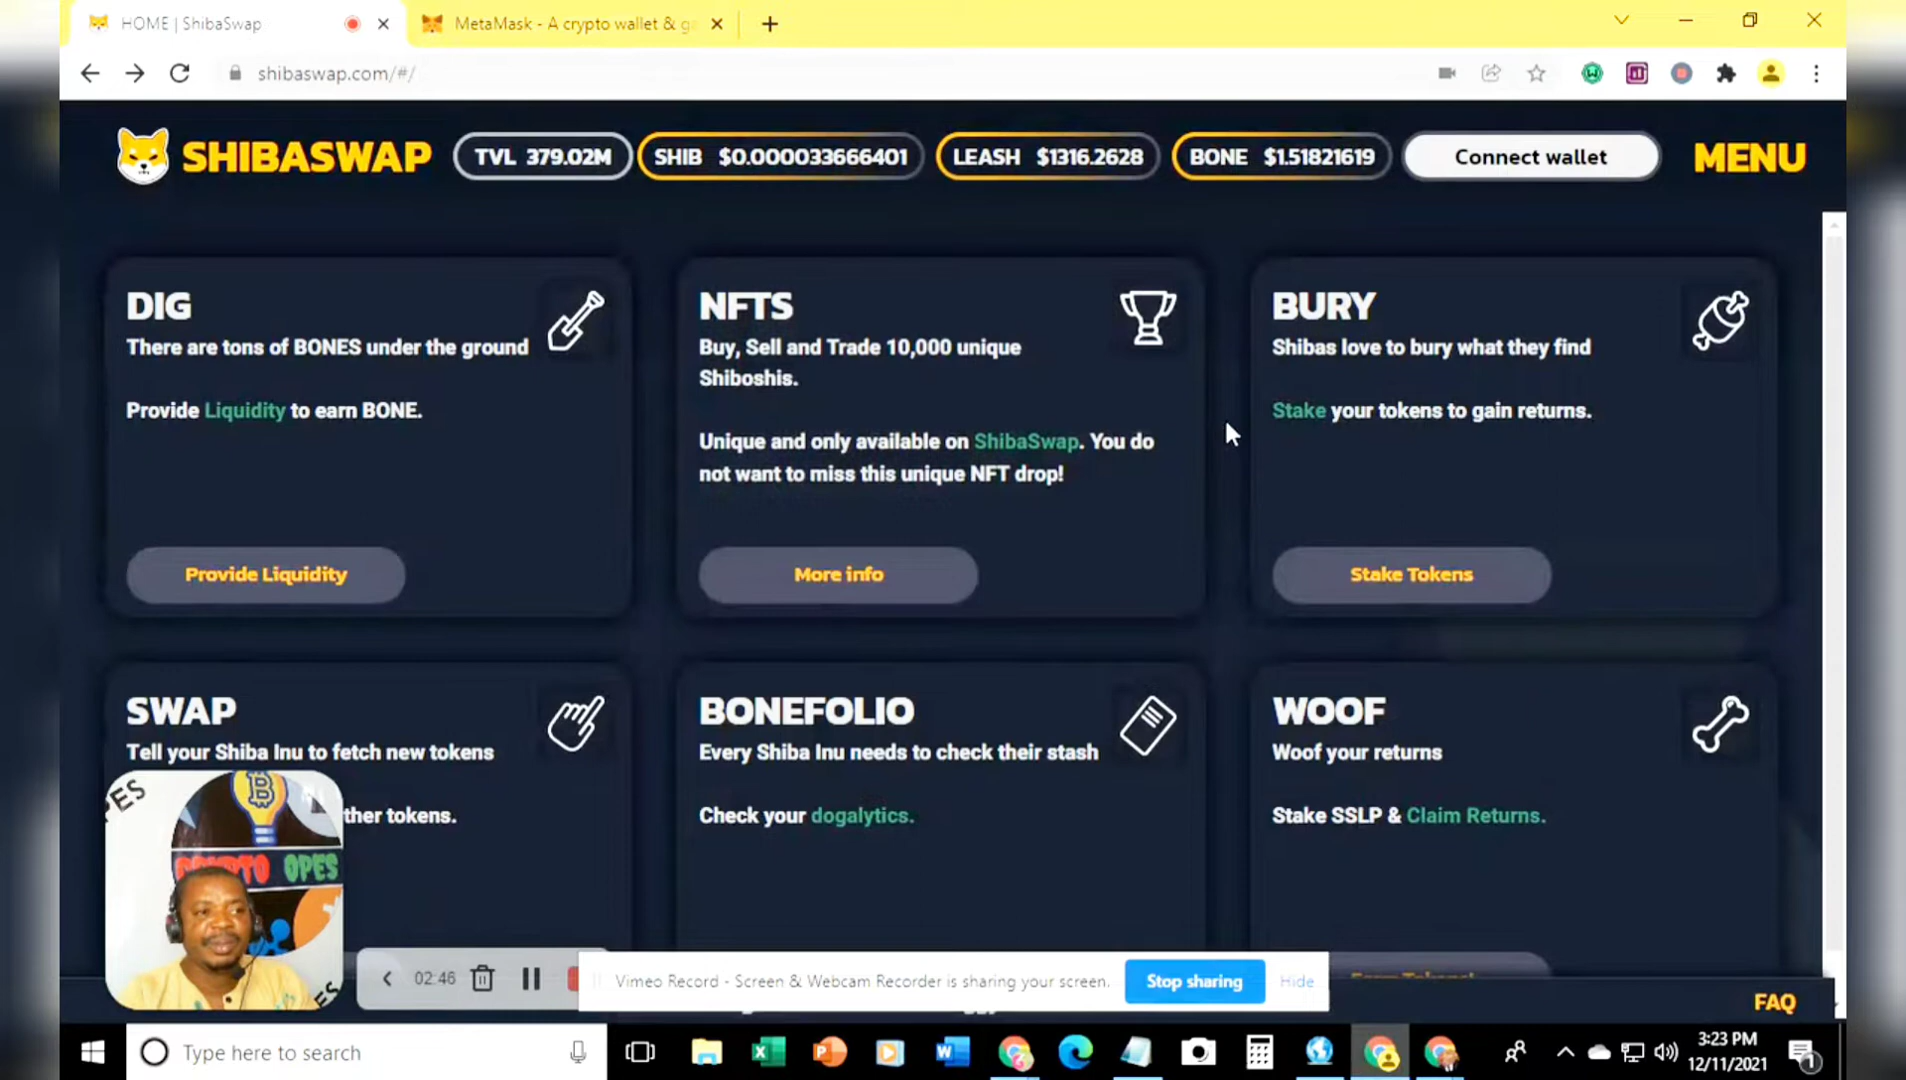 HOME | ShibaSwap
MetaMask - A crypto wallet & ga
shibaswap.com/#/
SHIBASWAP
TVL 379.02M
SHIB $0.000033666401
LEASH $1316.2628
BONE $1.51821619
Connect wallet
MENU
DIG
There are tons of BONES under the ground
Provide Liquidity to earn BONE.
Provide Liquidity
NFTS
Buy, Sell and Trade 10,000 unique
Shiboshis.
Unique and only available on ShibaSwap. You do
not want to miss this unique NFT drop!
More info
BURY
Shibas love to bury what they find
Stake your tokens to gain returns.
Stake Tokens
SWAP
Tell your Shiba Inu to fetch new tokens
ther tokens.
BONEFOLIO
Every Shiba Inu needs to check their stash
Check your dogalytics.
WOOF
Woof your returns
Stake SSLP & Claim Returns.
OPES
CRYPTO OPES
02:46
Vimeo Record - Screen & Webcam Recorder is sharing your screen.
Stop sharing
Hide
FAQ
Type here to search
3:23 PM
12/11/2021
1